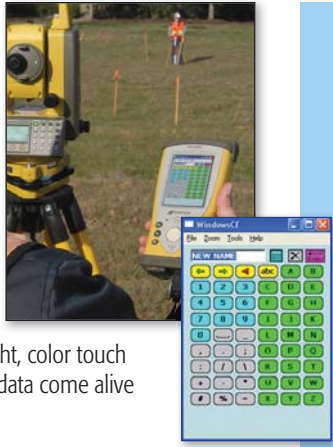 WindowsCE
File Zoom Tools Help
NEW NAME
abc A B
1 2 3 C D E
4 5 6 F G H
7 8 9 I J K
0 _ L M N
, . ; O P Q
: / \ R S T
+ - * U V W
# % = X Y Z
ht, color touch
data come alive